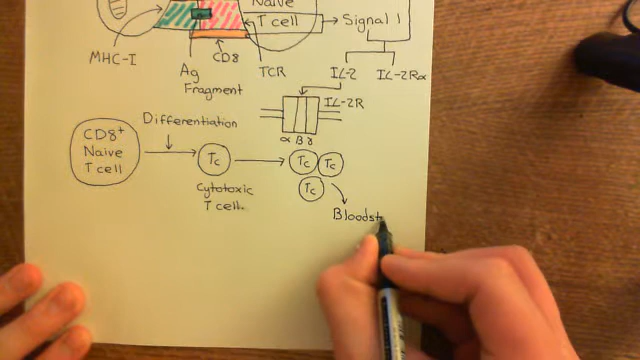 Naive
T cell
Signal 1
MHC-I
CD8
TCR
Ag
Fragment
IL-2
IL-2Rα
IL-2R
α B γ
Differentiation
CD8+
Naive
T cell
Tc
Cytotoxic
T cell
Tc
Tc
Tc
Bloodst